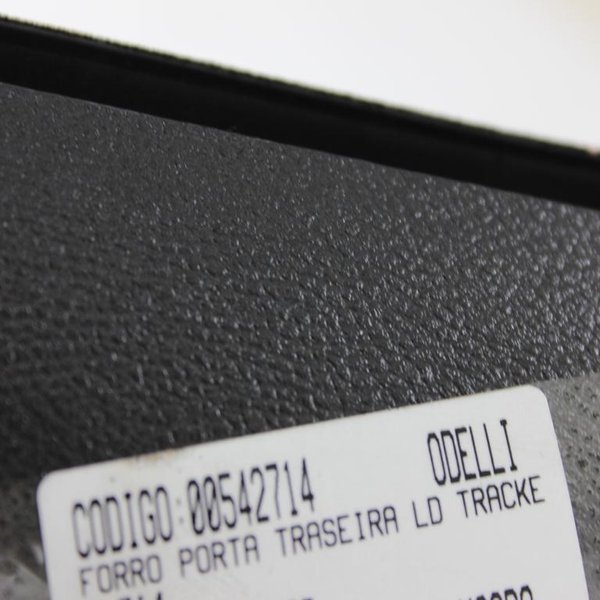 CODIGO:00542714 ODELLI
FORRO PORTA TRASEIRA LD TRACKE